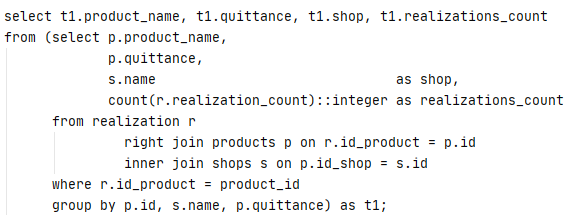 select t1.product_name, t1.quittance, t1.shop, t1.realizations_count
from (select p.product_name,
p.quittance,
s.name as shop,
count(r.realization_count)::integer as realizations_count
from realization r
right join products p on r.id_product = p.id
inner join shops s on p.id_shop = s.id
where r.id_product = product_id
group by p.id, s.name, p.quittance) as t1;